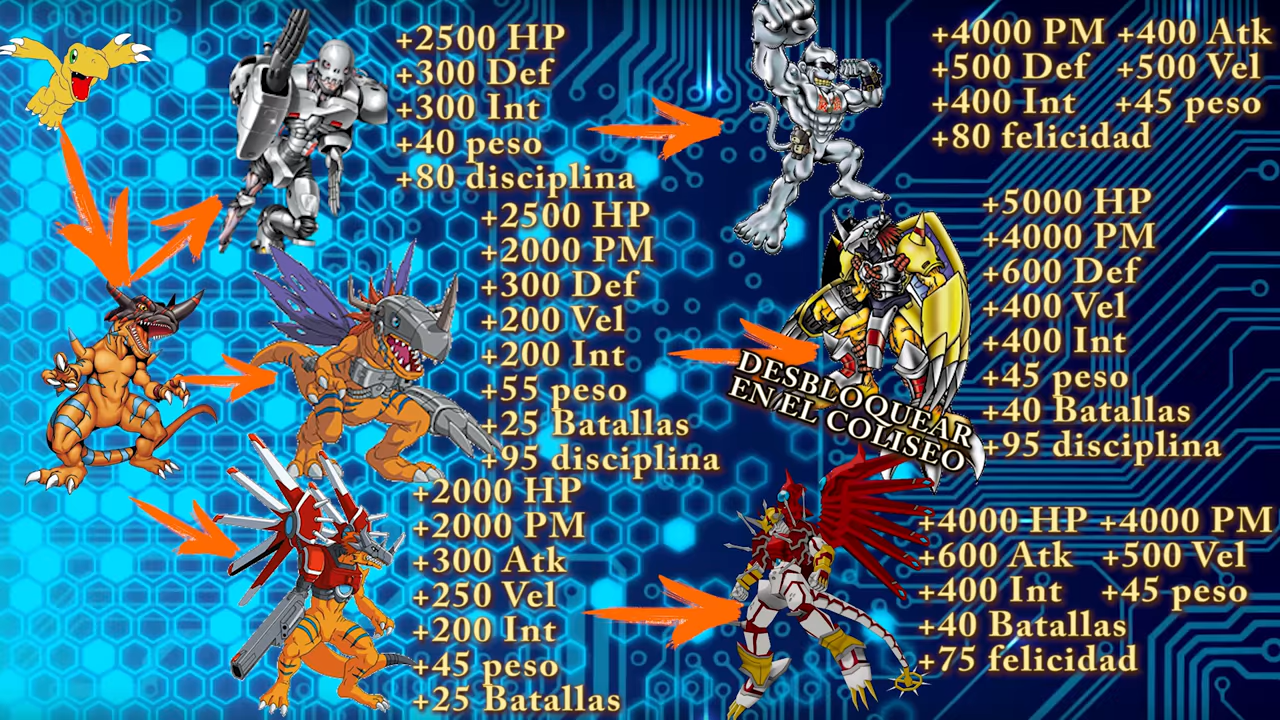 +2500 HP
+300 Def
+300 Int
+40 peso
+80 disciplina
+4000 PM +400 Atk
+500 Def +500 Vel
+400 Int +45 peso
+80 felicidad
+2500 HP
+2000 PM
+300 Def
+200 Vel
+200 Int
+55 peso
+25 Batallas
+95 disciplina
DESBLOQUEAR
EN EL COLISEO
+5000 HP
+4000 PM
+600 Def
+400 Vel
+400 Int
+45 peso
+40 Batallas
+95 disciplina
+2000 HP
+2000 PM
+300 Atk
+250 Vel
+200 Int
+45 peso
+25 Batallas
+4000 HP +4000 PM
+600 Atk +500 Vel
+400 Int +45 peso
+40 Batallas
+75 felicidad